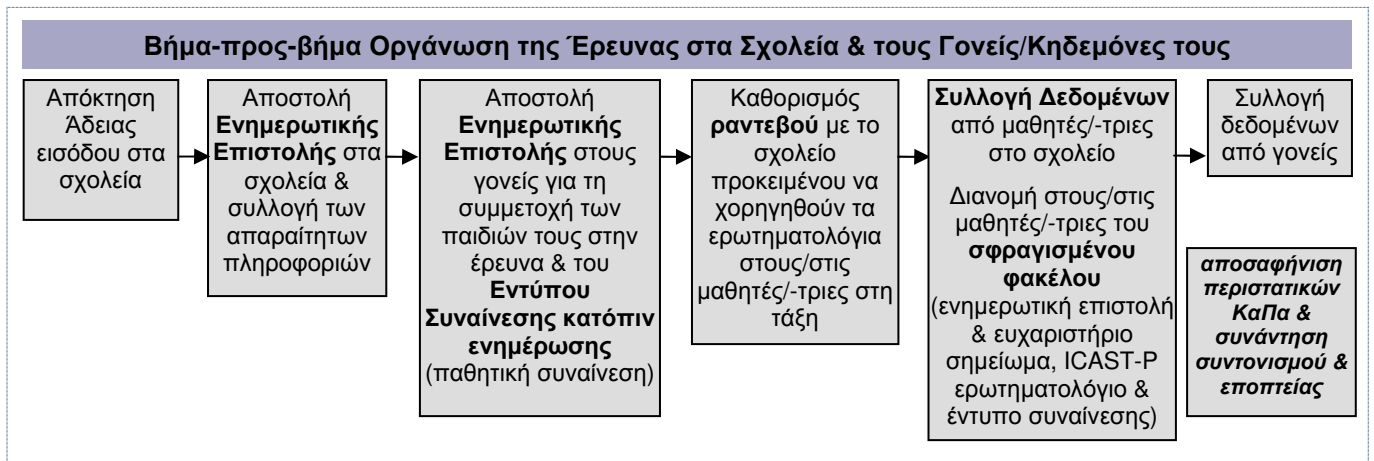 Βήμα-προς-βήμα Οργάνωση της Έρευνας στα Σχολεία & τους Γονείς/Κηδεμόνες τους
Απόκτηση
Άδειας
εισόδου στα
σχολεία
Αποστολή
Ενημερωτικής
Επιστολής στα
σχολεία &
συλλογή των
απαραίτητων
πληροφοριών
Αποστολή
Ενημερωτικής
Επιστολής στους
γονείς για τη
συμμετοχή των
παιδιών τους στην
έρευνα & του
Εντύπου
Συναίνεσης κατόπιν
ενημέρωσης
(παθητική συναίνεση)
Καθορισμός
ραντεβού με το
σχολείο
προκειμένου να
χορηγηθούν τα
ερωτηματολόγια
στους/στις
μαθητές/-τριες στη
τάξη
Συλλογή Δεδομένων
από μαθητές/-τριες
στο σχολείο
Διανομή στους/στις
μαθητές/-τριες του
σφραγισμένου
φακέλου
(ενημερωτική επιστολή
& ευχαριστήριο
σημείωμα, ICAST-P
ερωτηματολόγιο &
έντυπο συναίνεσης)
Συλλογή
δεδομένων
από γονείς
αποσαφήνιση
περιστατικών
ΚαΠα &
συνάντηση
συντονισμού &
εποπτείας